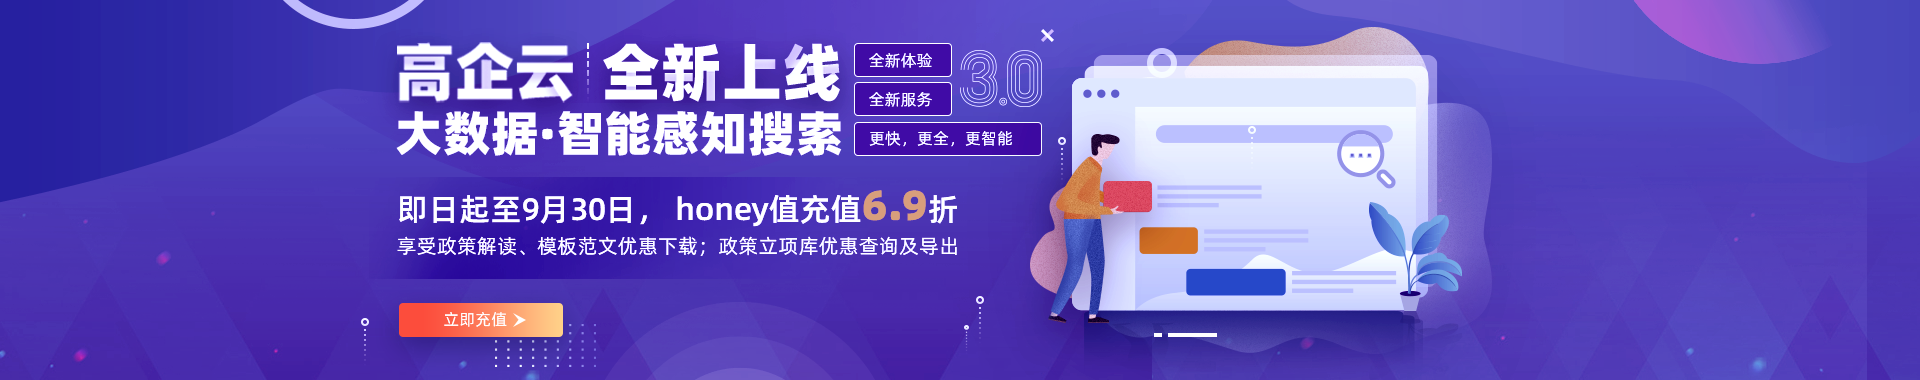 高企云 全新上线
大数据·智能感知搜索
全新体验
全新服务
3.0
更快，更全，更智能
即日起至9月30日， honey值充值6.9折
享受政策解读、模板范文优惠下载；政策立项库优惠查询及导出
立即充值